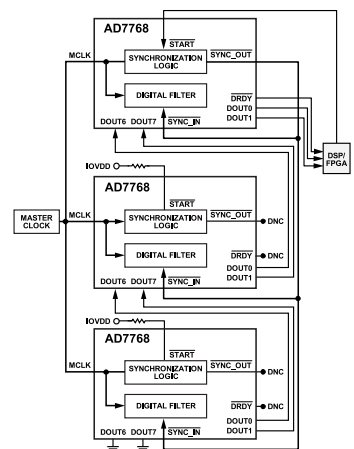 AD7768
MCLK
START
SYNCHRONIZATION
LOGIC
SYNC_OUT
DIGITAL FILTER
DRDY
DOUT0
DOUT1
DOUT6 DOUT7 SYNC_IN
DSP/
FPGA
IOVDD
AD7768
START
MASTER
CLOCK
MCLK
SYNCHRONIZATION
LOGIC
SYNC_OUT
DNC
DIGITAL FILTER
DRDY
DNC
DOUT0
DOUT1
DOUT6 DOUT7 SYNC_IN
IOVDD
AD7768
START
MCLK
SYNCHRONIZATION
LOGIC
SYNC_OUT
DNC
DIGITAL FILTER
DRDY
DNC
DOUT0
DOUT1
DOUT6 DOUT7 SYNC_IN